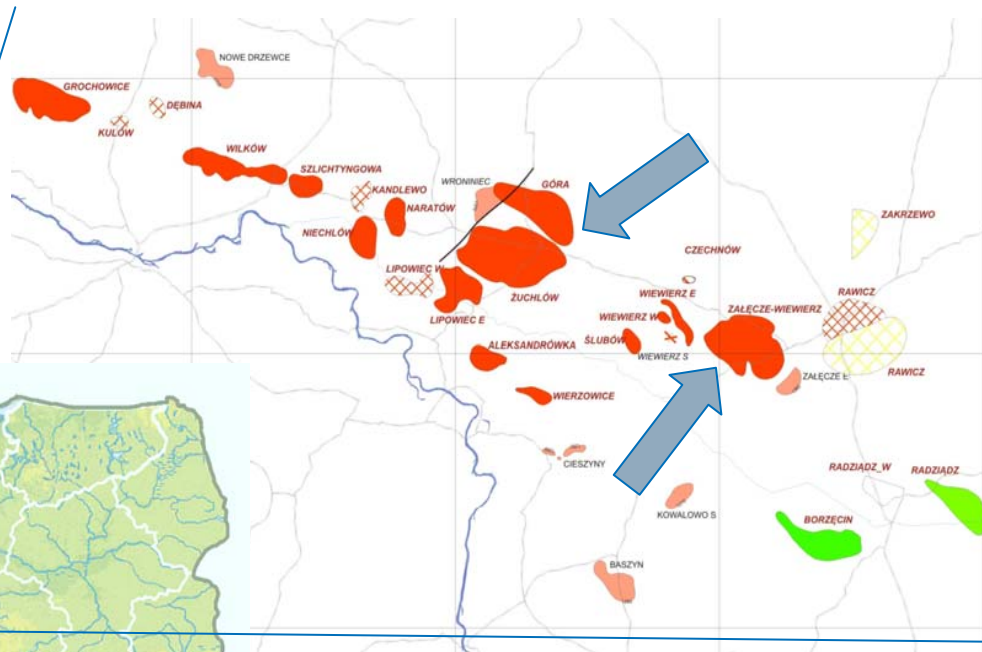 NOWE DRZEWCE
GROCHOWICE
DĘBINA
KULÓW
WILKÓW
SZLICHTYNGOWA
WRONINIEC
GÓRA
KANDLEWO
NARATÓW
ZAKRZEWO
NIECHLÓW
CZECHNÓW
LIPOWIEC W
ŻUCHLÓW
WIEWIERZ E
RAWICZ
LIPOWIEC E
WIEWIERZ W
ZAŁĘCZE-WIEWIERZ
ALEKSANDRÓWKA
ŚLUBÓW
WIEWIERZ S
RAWICZ
ZAŁĘCZE E
WIERZOWICE
CIESZYNY
RADZIĄDZ_W
RADZIĄDZ
KOWALOWO S
BORZĘCIN
BASZYN